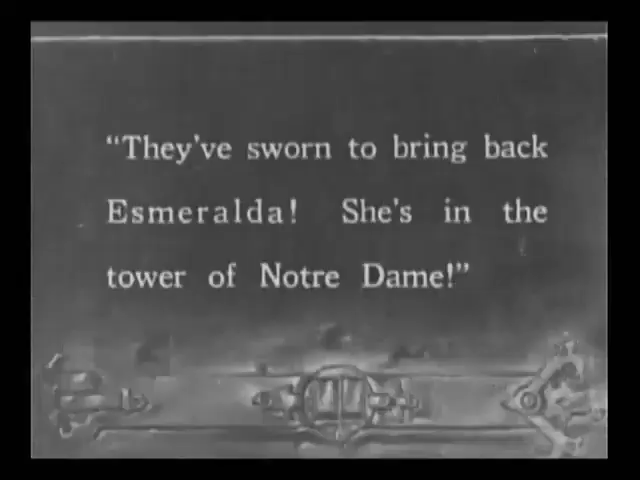 “They’ve sworn to bring back
Esmeralda! She’s in the
tower of Notre Dame!”